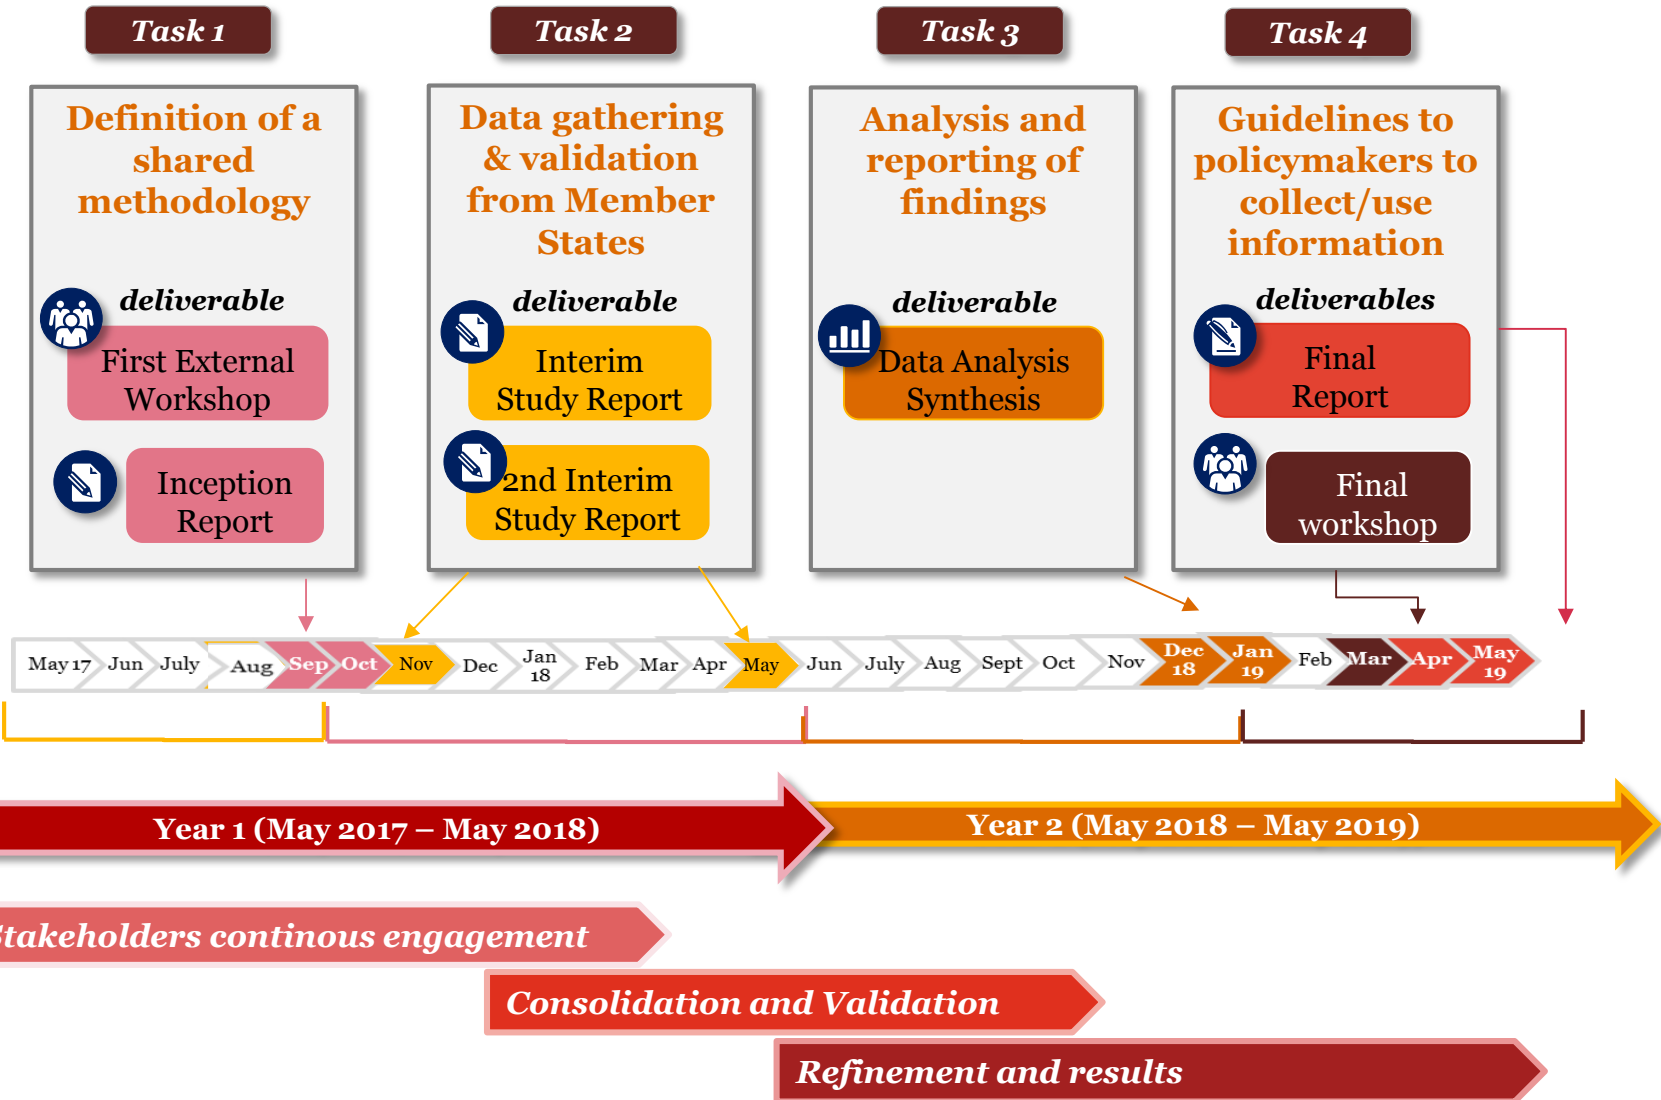 Task 1
Task 2
Task 3
Task 4
Definition of a
shared
methodology
deliverable
First External
Workshop
Inception
Report
Data gathering
& validation
from Member
States
deliverable
Interim
Study Report
2nd Interim
Study Report
Analysis and
reporting of
findings
deliverable
Data Analysis
Synthesis
Guidelines to
policymakers to
collect/use
information
deliverables
Final
Report
Final
workshop
May 17 Jun July Aug Sep Oct Nov Dec Jan 18 Feb Mar Apr May Jun July Aug Sept Oct Nov Dec 18 Jan 19 Feb Mar Apr May 19
Year 1 (May 2017 – May 2018)
Year 2 (May 2018 – May 2019)
Stakeholders continous engagement
Consolidation and Validation
Refinement and results